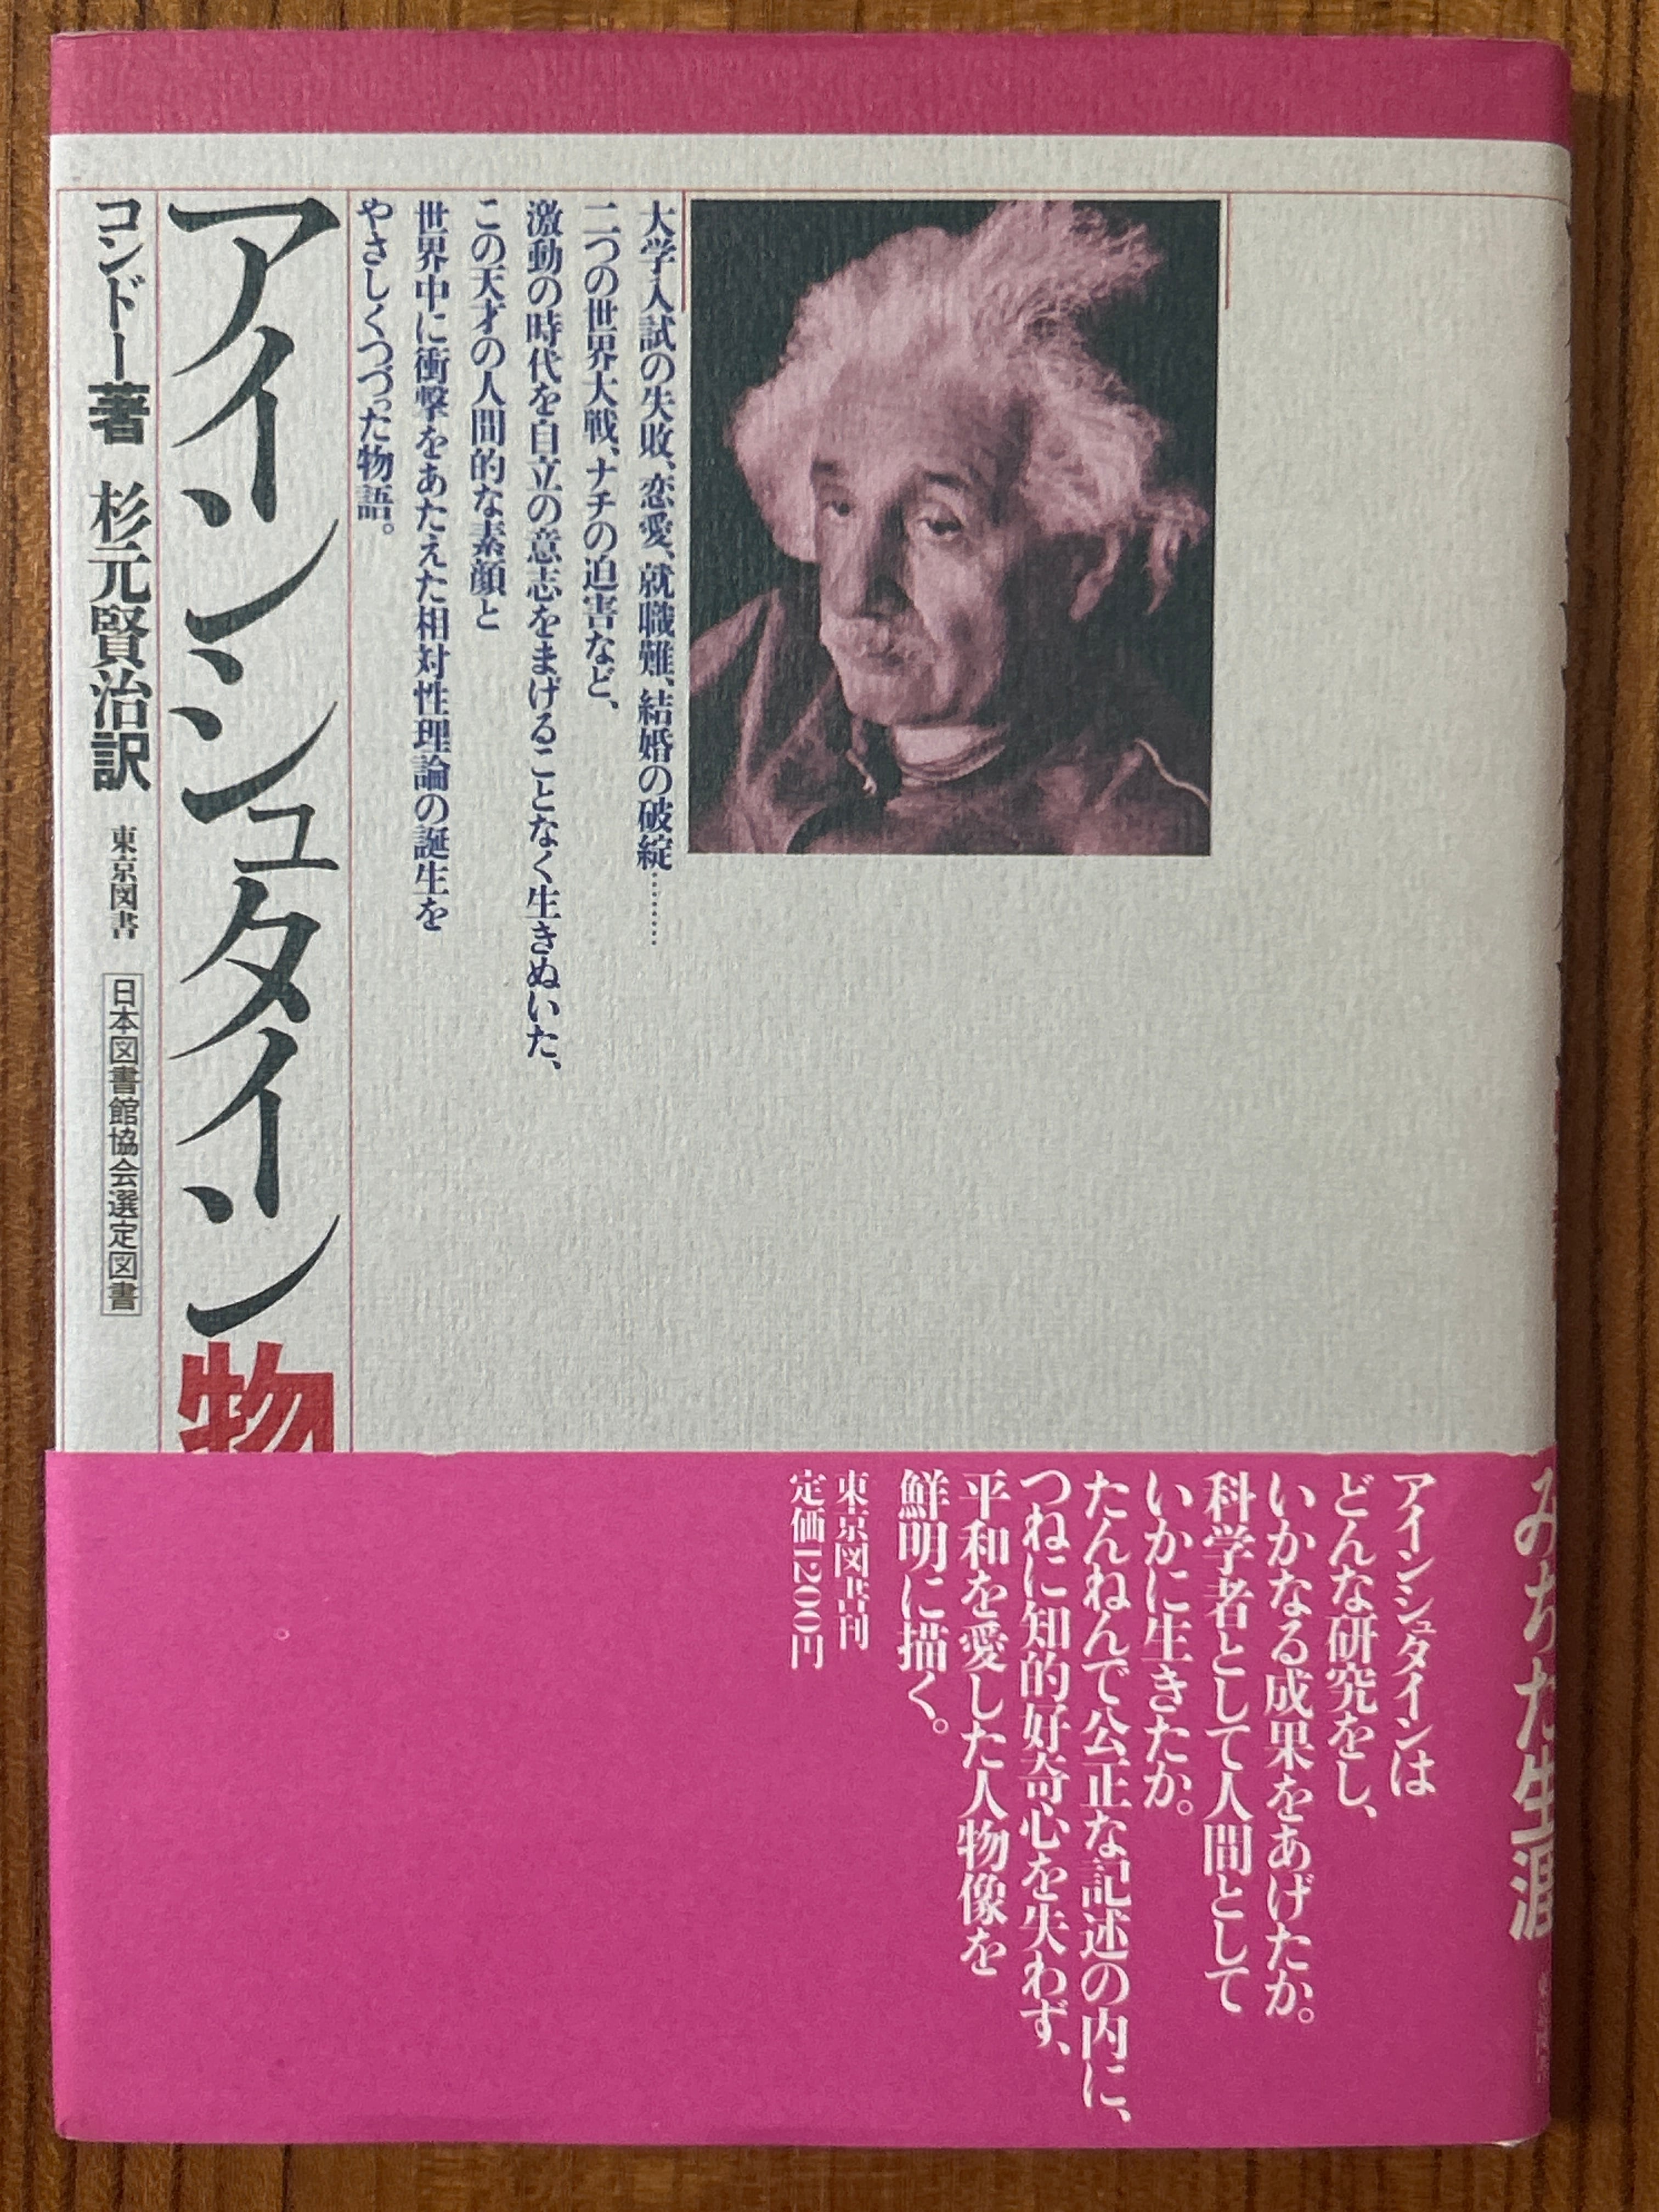 大学入試の失敗、恋愛、就職難、結婚の破綻………
二つの世界大戦、ナチの迫害など、
激動の時代を自立の意志をまげることなく生きぬいた、
この天才の人間的な素顔と
世界中に衝撃をあたえた相対性理論の誕生を
やさしくつづった物語。
アインシュタイン物
コンドー著 杉元賢治訳 東京図書 日本図書館協会選定図書
みちた生涯
アインシュタインは
どんな研究をし、
いかなる成果をあげたか。
科学者として人間として
いかに生きたか。
たんねんで公正な記述の内に、
つねに知的好奇心を失わず、
平和を愛した人物像を
鮮明に描く。
東京図書刊
定価1200円